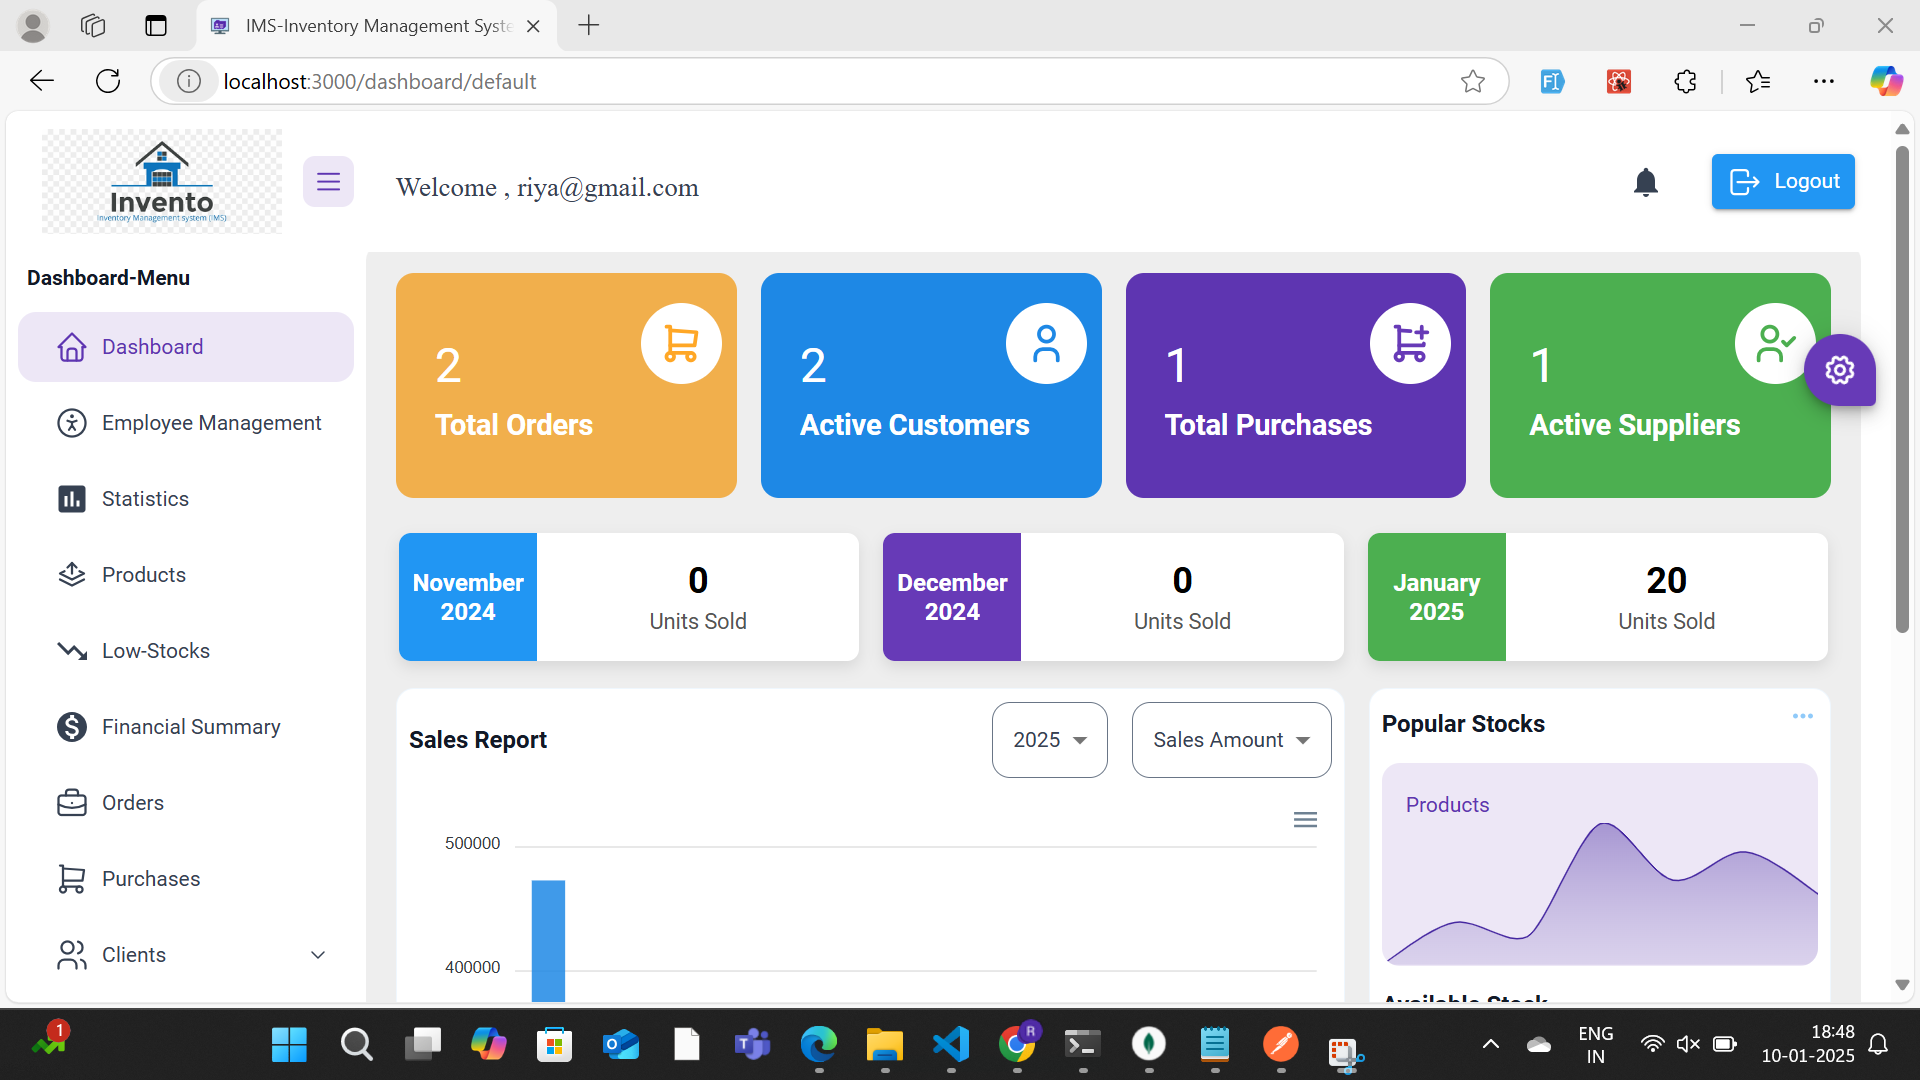 IMS-Inventory Management Syste
localhost:3000/dashboard/default
Invento
Inventory Management system (IMS)
Welcome , riya@gmail.com
Logout
Dashboard-Menu
Dashboard
Employee Management
Statistics
Products
Low-Stocks
Financial Summary
Orders
Purchases
Clients
2
Total Orders
2
Active Customers
1
Total Purchases
1
Active Suppliers
November
2024
0
Units Sold
December
2024
0
Units Sold
January
2025
20
Units Sold
Sales Report
2025
Sales Amount
500000
400000
Popular Stocks
Products
Available Stock
1
R
ENG
IN
18:48
10-01-2025